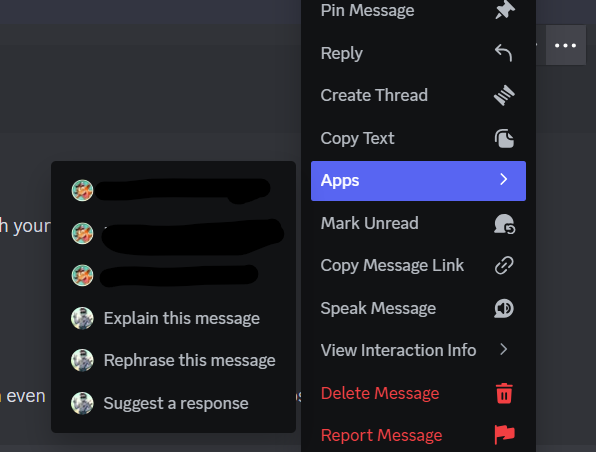 Pin Message
Reply
Create Thread
Copy Text
Apps
Mark Unread
Copy Message Link
Speak Message
View Interaction Info
Delete Message
Report Message
Explain this message
Rephrase this message
Suggest a response
your
even